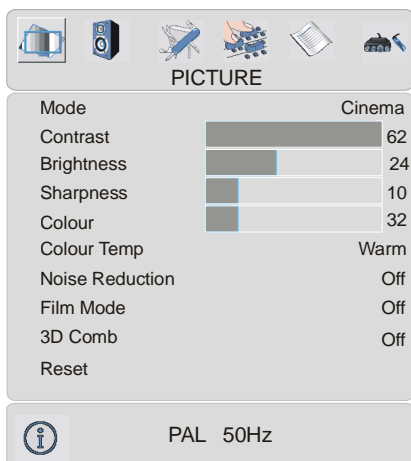 PICTURE
Mode Cinema
Contrast 62
Brightness 24
Sharpness 10
Colour 32
Colour Temp Warm
Noise Reduction Off
Film Mode Off
3D Comb Off
Reset
PAL 50Hz